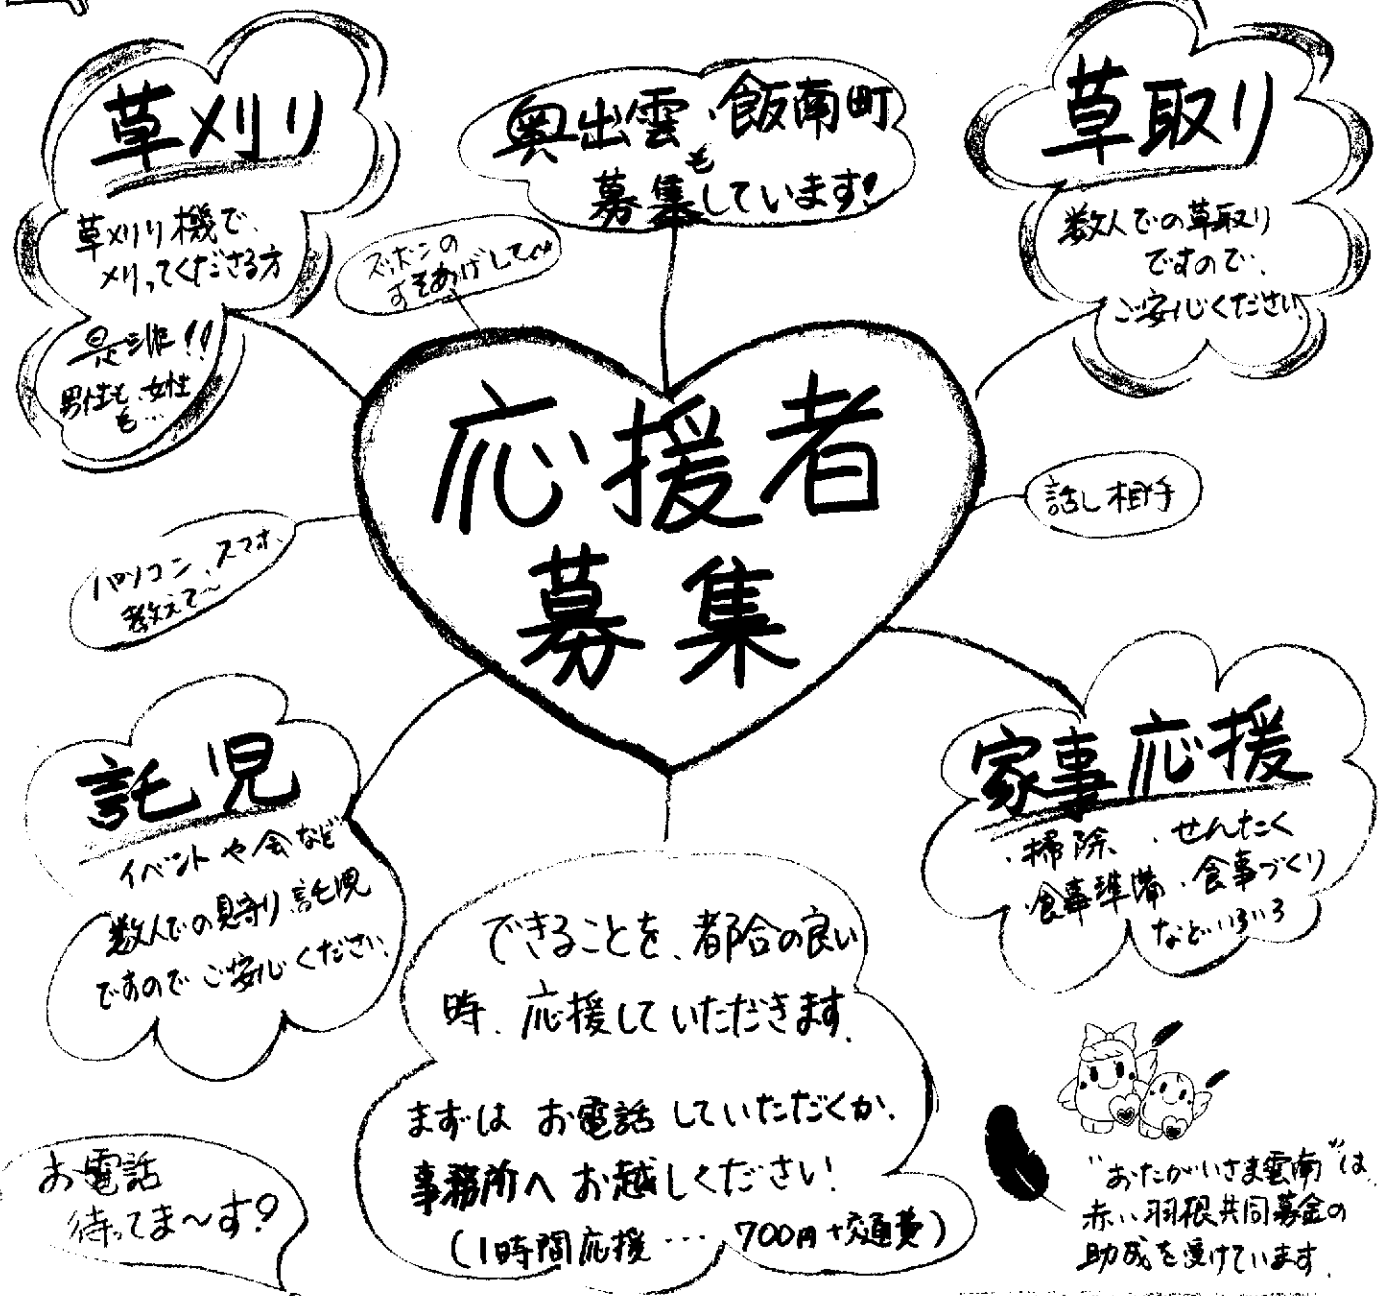 草刈り
草刈り機で、
刈ってくださる方
是非!!
男性も、女性
も…
奥出雲・飯南町
も
募集しています!
草取り
数人での草取り
ですので、
ご安心ください
ズボンの
すそあげして〜
応援者
募集
話し相手
パソコン、スマホ、
教えて〜
託児
イベントや会など
数人での見守り、託児
ですので ご安心ください、
家事応援
・掃除、・せんたく
・食事準備・食事づくり
などいろいろ
できることを、都合の良い
時、応援していただきます。
まずは お電話 していただくか、
事務所へ お越しください!
(1時間応援… 700円+交通費)
お電話
待ってま〜す?
"おたがいさま雲南"は、
赤い羽根共同募金の
助成を受けています。